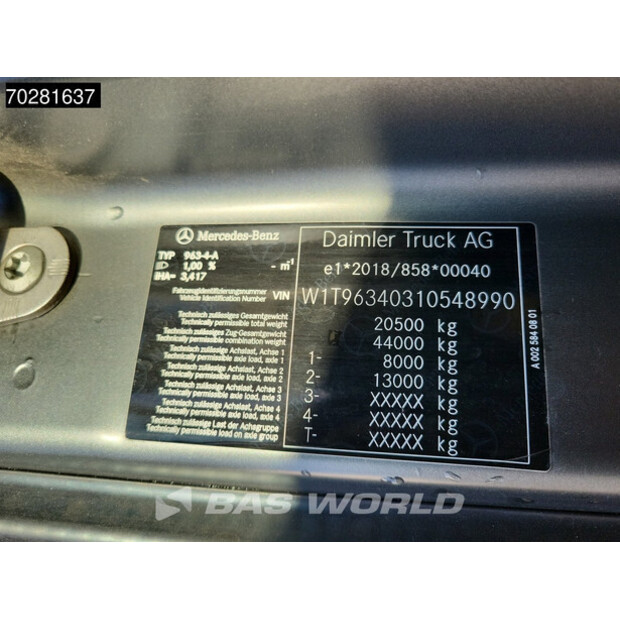 70281637
Mercedes-Benz
Daimler Truck AG
TYP 963-4-A
1,00 % - m⁻¹
IHA= 3,417
e1*2018/858*00040
Fahrzeugidentifizierungsnummer
Vehicle Identification Number VIN
W1T96340310548990
Technisch zulässiges Gesamtgewicht
Technically permissible total weight
20500 kg
Technisch zulässiges Zug-Gesamtgewicht
Technically permissible combination weight
44000 kg
Technisch zulässige Achslast, Achse 1
Technically permissible axle load, axle 1
1- 8000 kg
Technisch zulässige Achslast, Achse 2
Technically permissible axle load, axle 2
2- 13000 kg
Technisch zulässige Achslast, Achse 3
Technically permissible axle load, axle 3
3- XXXXX kg
Technisch zulässige Achslast, Achse 4
Technically permissible axle load, axle 4
4- XXXXX kg
Technisch zulässige Last der Achsgruppe
Technically permissible load on axle group
T- XXXXX kg
A 002 584 08 01
BAS WORLD